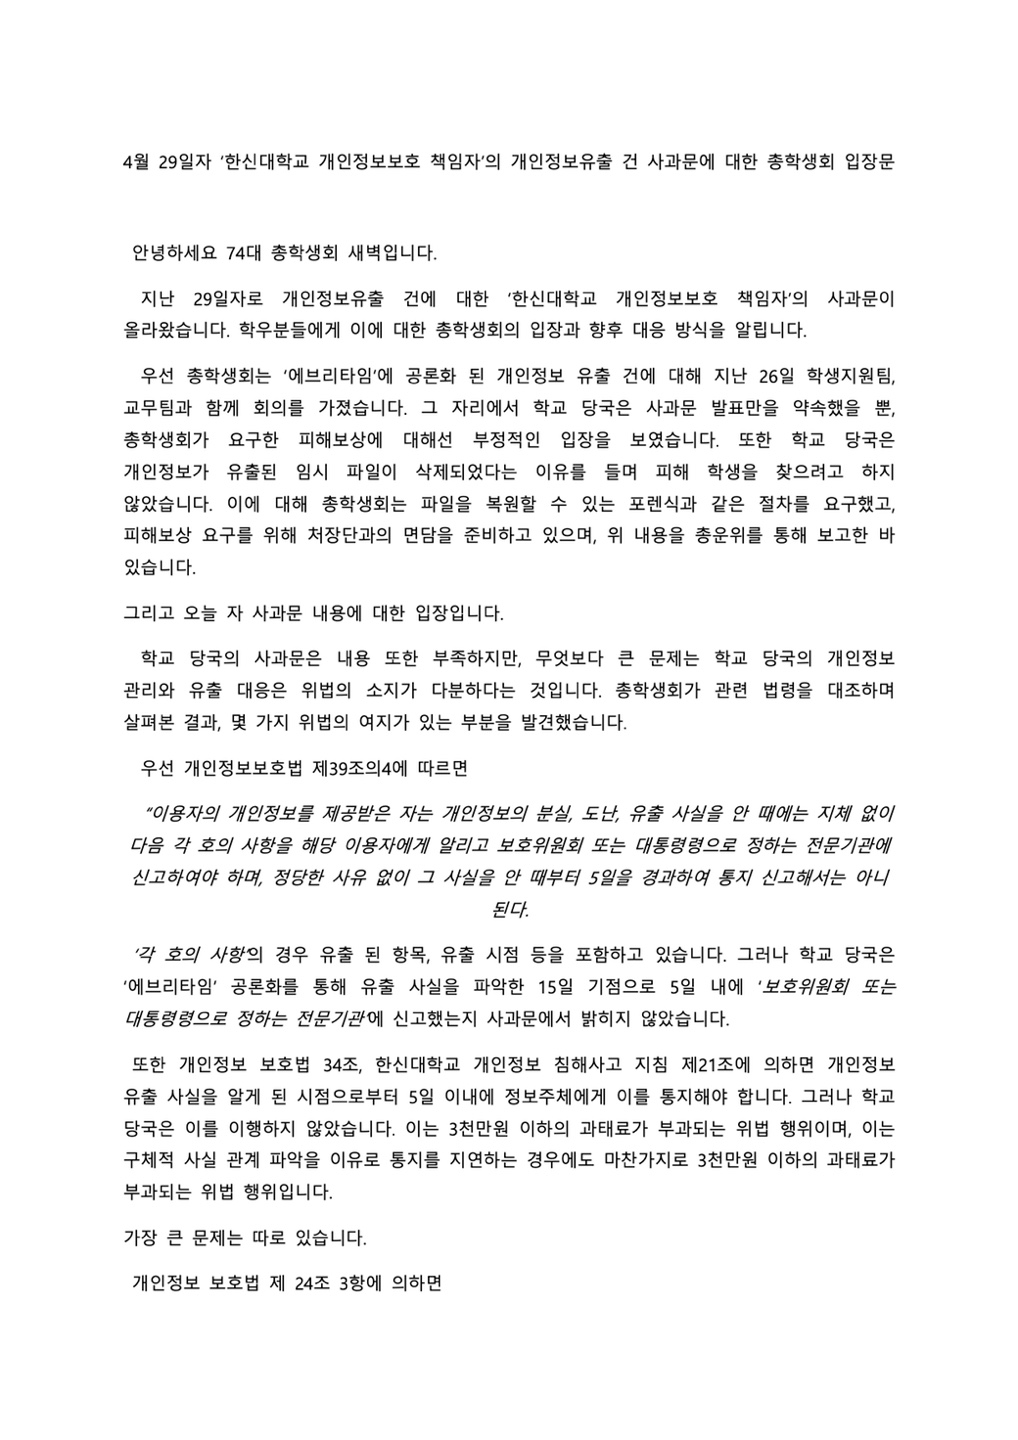 4월 29일자 '한신대학교 개인정보보호 책임자'의 개인정보유출 건 사과문에 대한 총학생회 입장문
안녕하세요 74대 총학생회 새벽입니다.
지난 29일자로 개인정보유출 건에 대한 '한신대학교 개인정보보호 책임자'의 사과문이
올라왔습니다. 학우분들에게 이에 대한 총학생회의 입장과 향후 대응 방식을 알립니다.
우선 총학생회는 '에브리타임'에 공론화 된 개인정보 유출 건에 대해 지난 26일 학생지원팀,
교무팀과 함께 회의를 가졌습니다. 그 자리에서 학교 당국은 사과문 발표만을 약속했을 뿐,
총학생회가 요구한 피해보상에 대해선 부정적인 입장을 보였습니다. 또한 학교 당국은
개인정보가 유출된 임시 파일이 삭제되었다는 이유를 들며 피해 학생을 찾으려고 하지
않았습니다. 이에 대해 총학생회는 파일을 복원할 수 있는 포렌식과 같은 절차를 요구했고,
피해보상 요구를 위해 처장단과의 면담을 준비하고 있으며, 위 내용을 총운위를 통해 보고한 바
있습니다.
그리고 오늘 자 사과문 내용에 대한 입장입니다.
학교 당국의 사과문은 내용 또한 부족하지만, 무엇보다 큰 문제는 학교 당국의 개인정보
관리와 유출 대응은 위법의 소지가 다분하다는 것입니다. 총학생회가 관련 법령을 대조하며
살펴본 결과, 몇 가지 위법의 여지가 있는 부분을 발견했습니다.
우선 개인정보보호법 제39조의4에 따르면
"이용자의 개인정보를 제공받은 자는 개인정보의 분실, 도난, 유출 사실을 안 때에는 지체 없이
다음 각 호의 사항을 해당 이용자에게 알리고 보호위원회 또는 대통령령으로 정하는 전문기관에
신고하여야 하며, 정당한 사유 없이 그 사실을 안 때부터 5일을 경과하여 통지 신고해서는 아니
된다.
'각 호의 사항'의 경우 유출 된 항목, 유출 시점 등을 포함하고 있습니다. 그러나 학교 당국은
'에브리타임' 공론화를 통해 유출 사실을 파악한 15일 기점으로 5일 내에 '보호위원회 또는
대통령령으로 정하는 전문기관'에 신고했는지 사과문에서 밝히지 않았습니다.
또한 개인정보 보호법 34조, 한신대학교 개인정보 침해사고 지침 제21조에 의하면 개인정보
유출 사실을 알게 된 시점으로부터 5일 이내에 정보주체에게 이를 통지해야 합니다. 그러나 학교
당국은 이를 이행하지 않았습니다. 이는 3천만원 이하의 과태료가 부과되는 위법 행위이며, 이는
구체적 사실 관계 파악을 이유로 통지를 지연하는 경우에도 마찬가지로 3천만원 이하의 과태료가
부과되는 위법 행위입니다.
가장 큰 문제는 따로 있습니다.
개인정보 보호법 제 24조 3항에 의하면